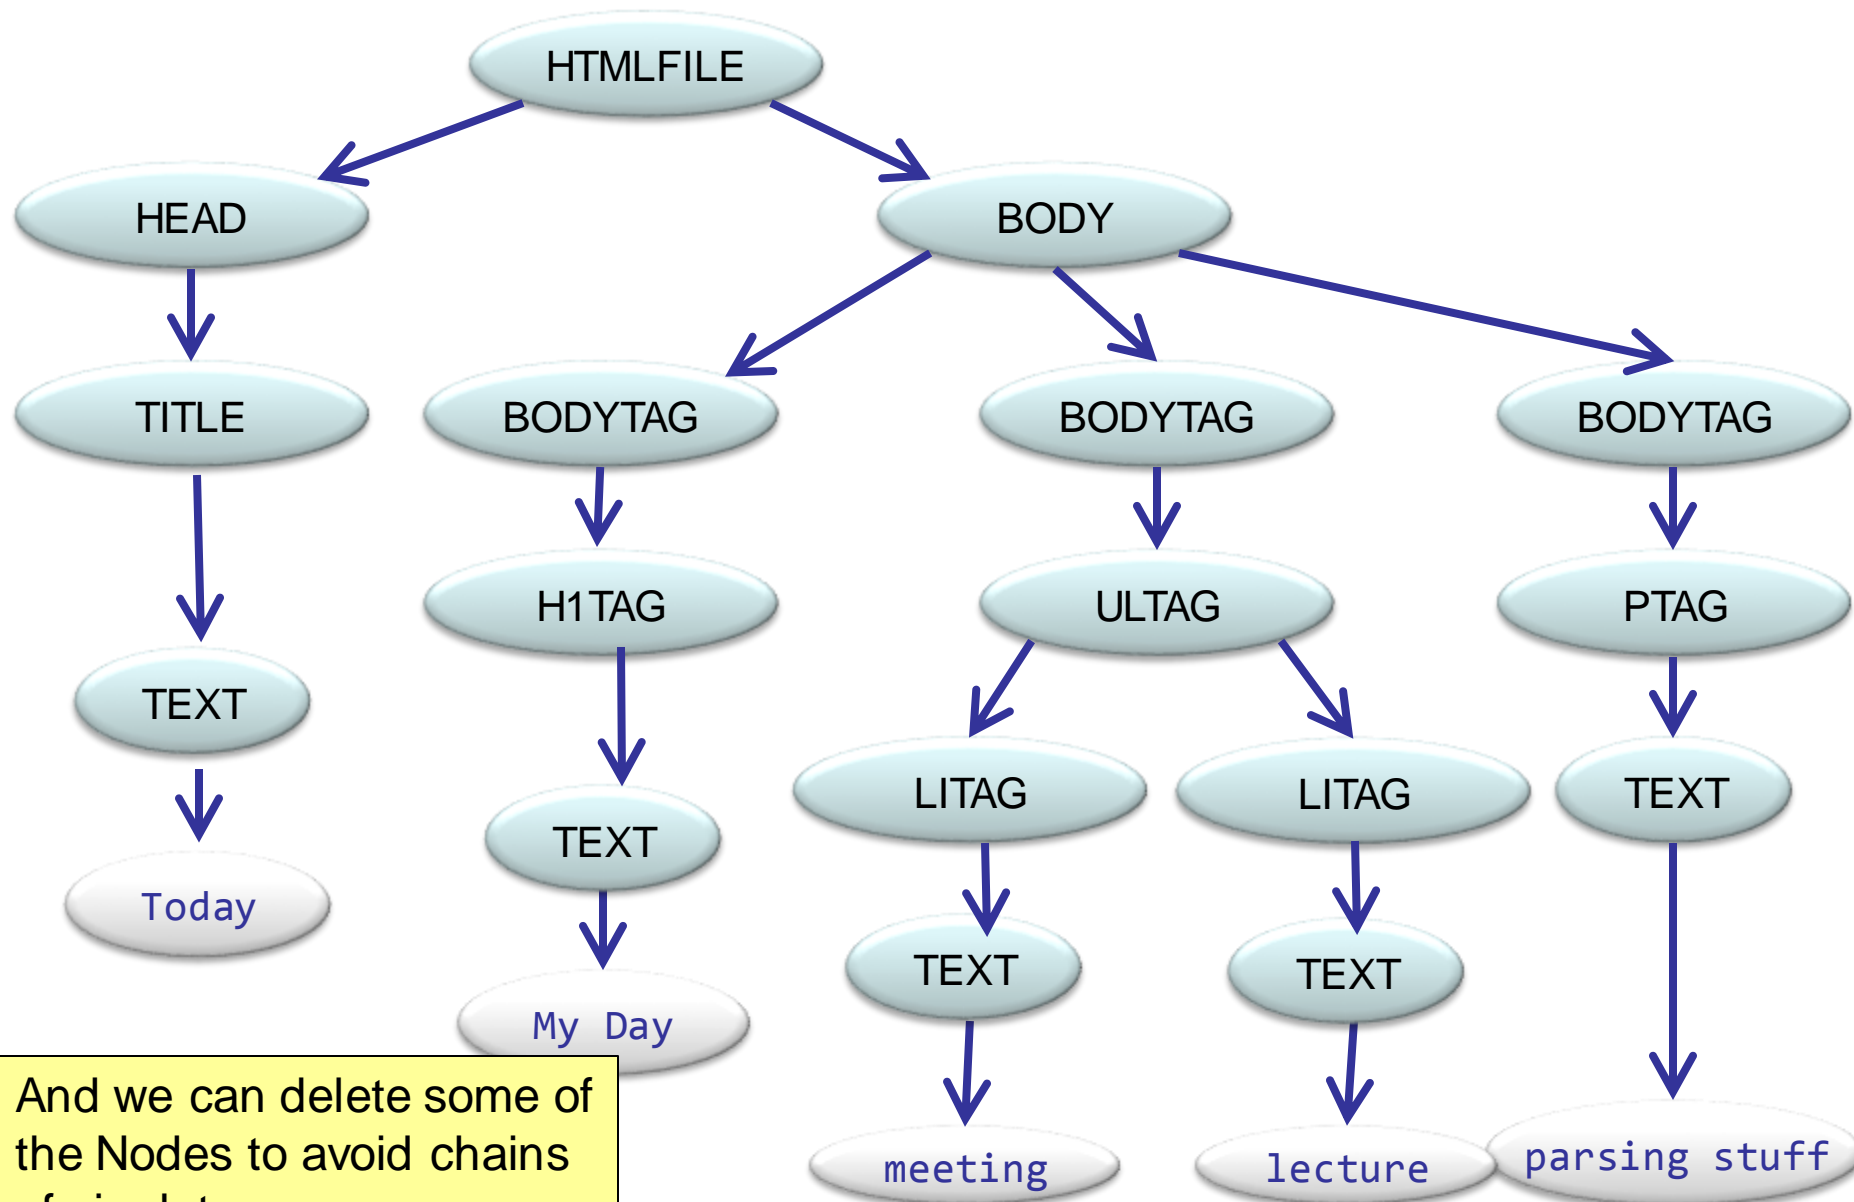 HTMLFILE
HEAD
BODY
TITLE
BODYTAG
BODYTAG
BODYTAG
H1TAG
ULTAG
PTAG
TEXT
LITAG
LITAG
TEXT
TEXT
Today
TEXT
TEXT
My Day
meeting
lecture
parsing stuff
And we can delete some of
the Nodes to avoid chains